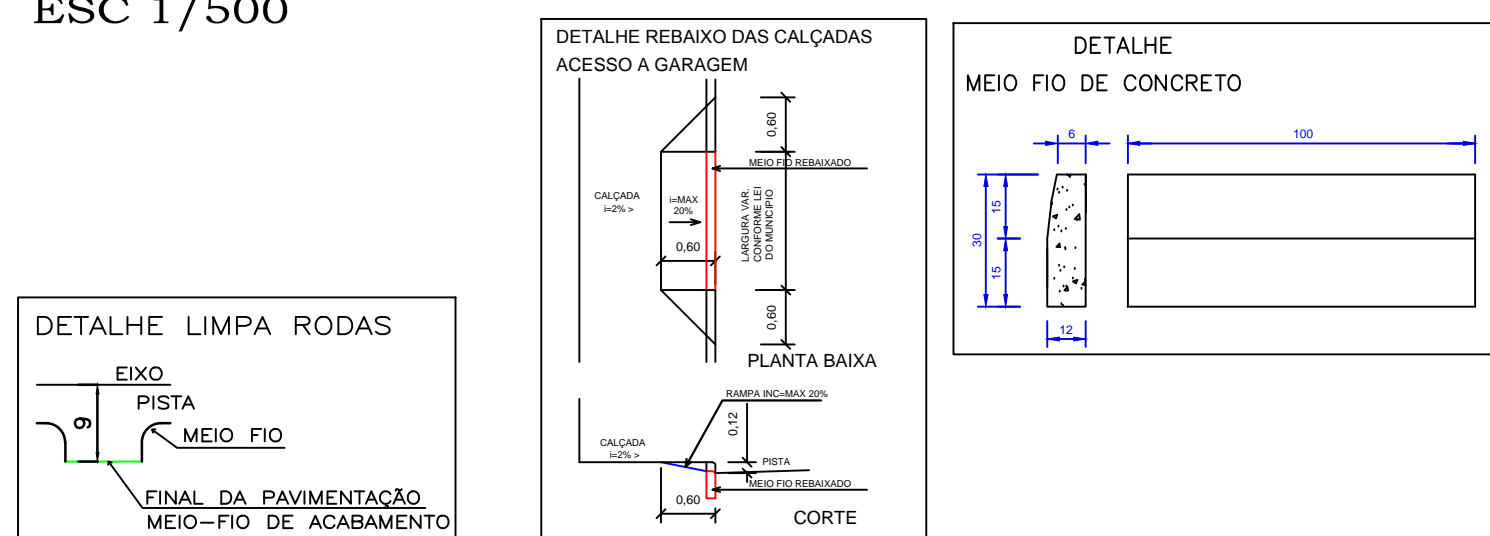 ESC 1/500
DETALHE LIMPA RODAS
EIXO
PISTA
9
MEIO FIO
FINAL DA PAVIMENTAÇÃO
MEIO-FIO DE ACABAMENTO
DETALHE REBAIXO DAS CALÇADAS
ACESSO A GARAGEM
0,60
MEIO FIO REBAIXADO
CALÇADA
i=2% >
i=MAX
20%
0,60
LARGURA VAR.
CONFORME LEI
DO MUNICIPIO
0,60
PLANTA BAIXA
RAMPA INC=MAX 20%
0,12
CALÇADA
i=2% >
PISTA
MEIO FIO REBAIXADO
0,60
CORTE
DETALHE
MEIO FIO DE CONCRETO
6
100
15
30
15
12